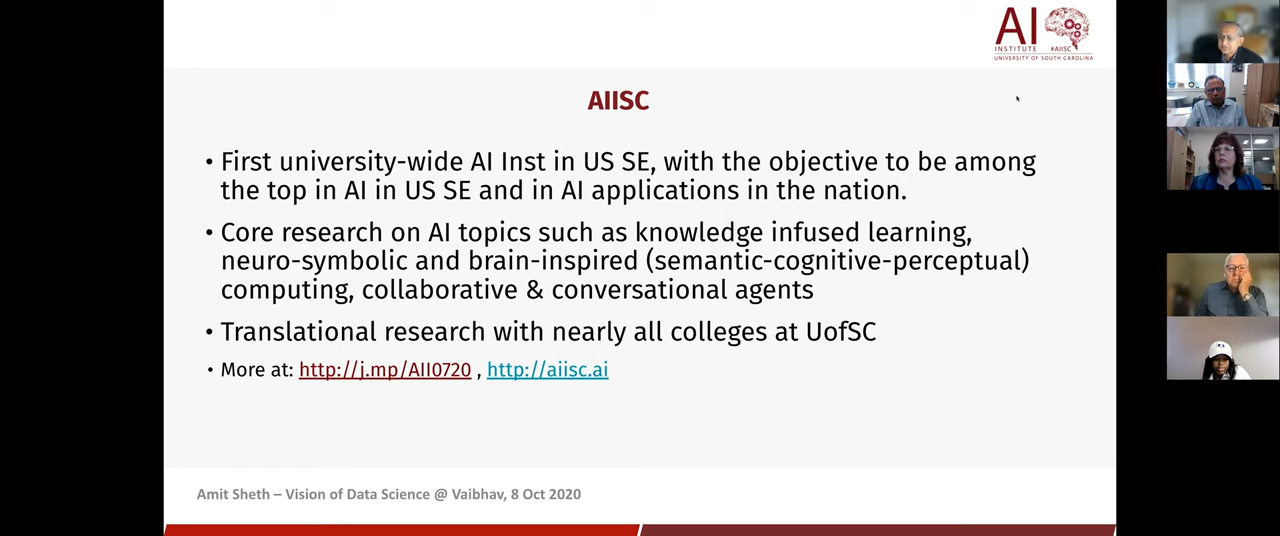 AI
INSTITUTE #AIISC
UNIVERSITY OF SOUTH CAROLINA
AIISC
• First university-wide AI Inst in US SE, with the objective to be among
the top in AI in US SE and in AI applications in the nation.
• Core research on AI topics such as knowledge infused learning,
neuro-symbolic and brain-inspired (semantic-cognitive-perceptual)
computing, collaborative & conversational agents
• Translational research with nearly all colleges at UofSC
• More at: http://j.mp/AII0720 , http://aiisc.ai
Amit Sheth – Vision of Data Science @ Vaibhav, 8 Oct 2020